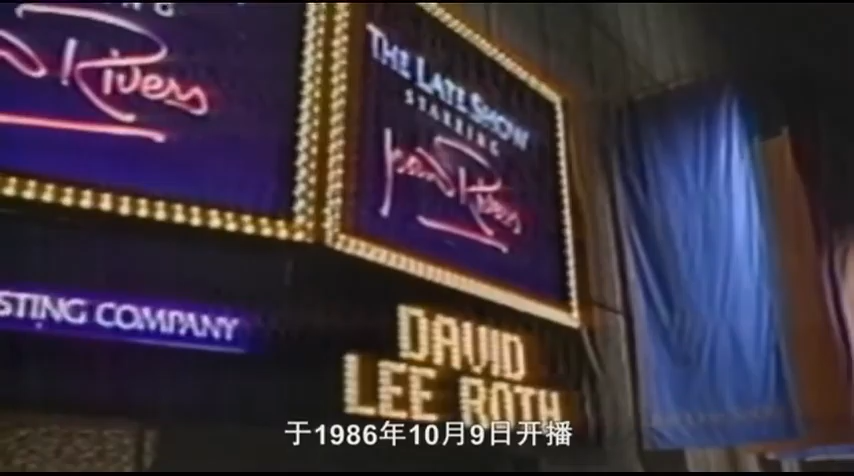 Rivers
THE LATE SHOW
STARRING
Joan Rivers
STING COMPANY
DAVID
LEE ROTH
于1986年10月9日开播